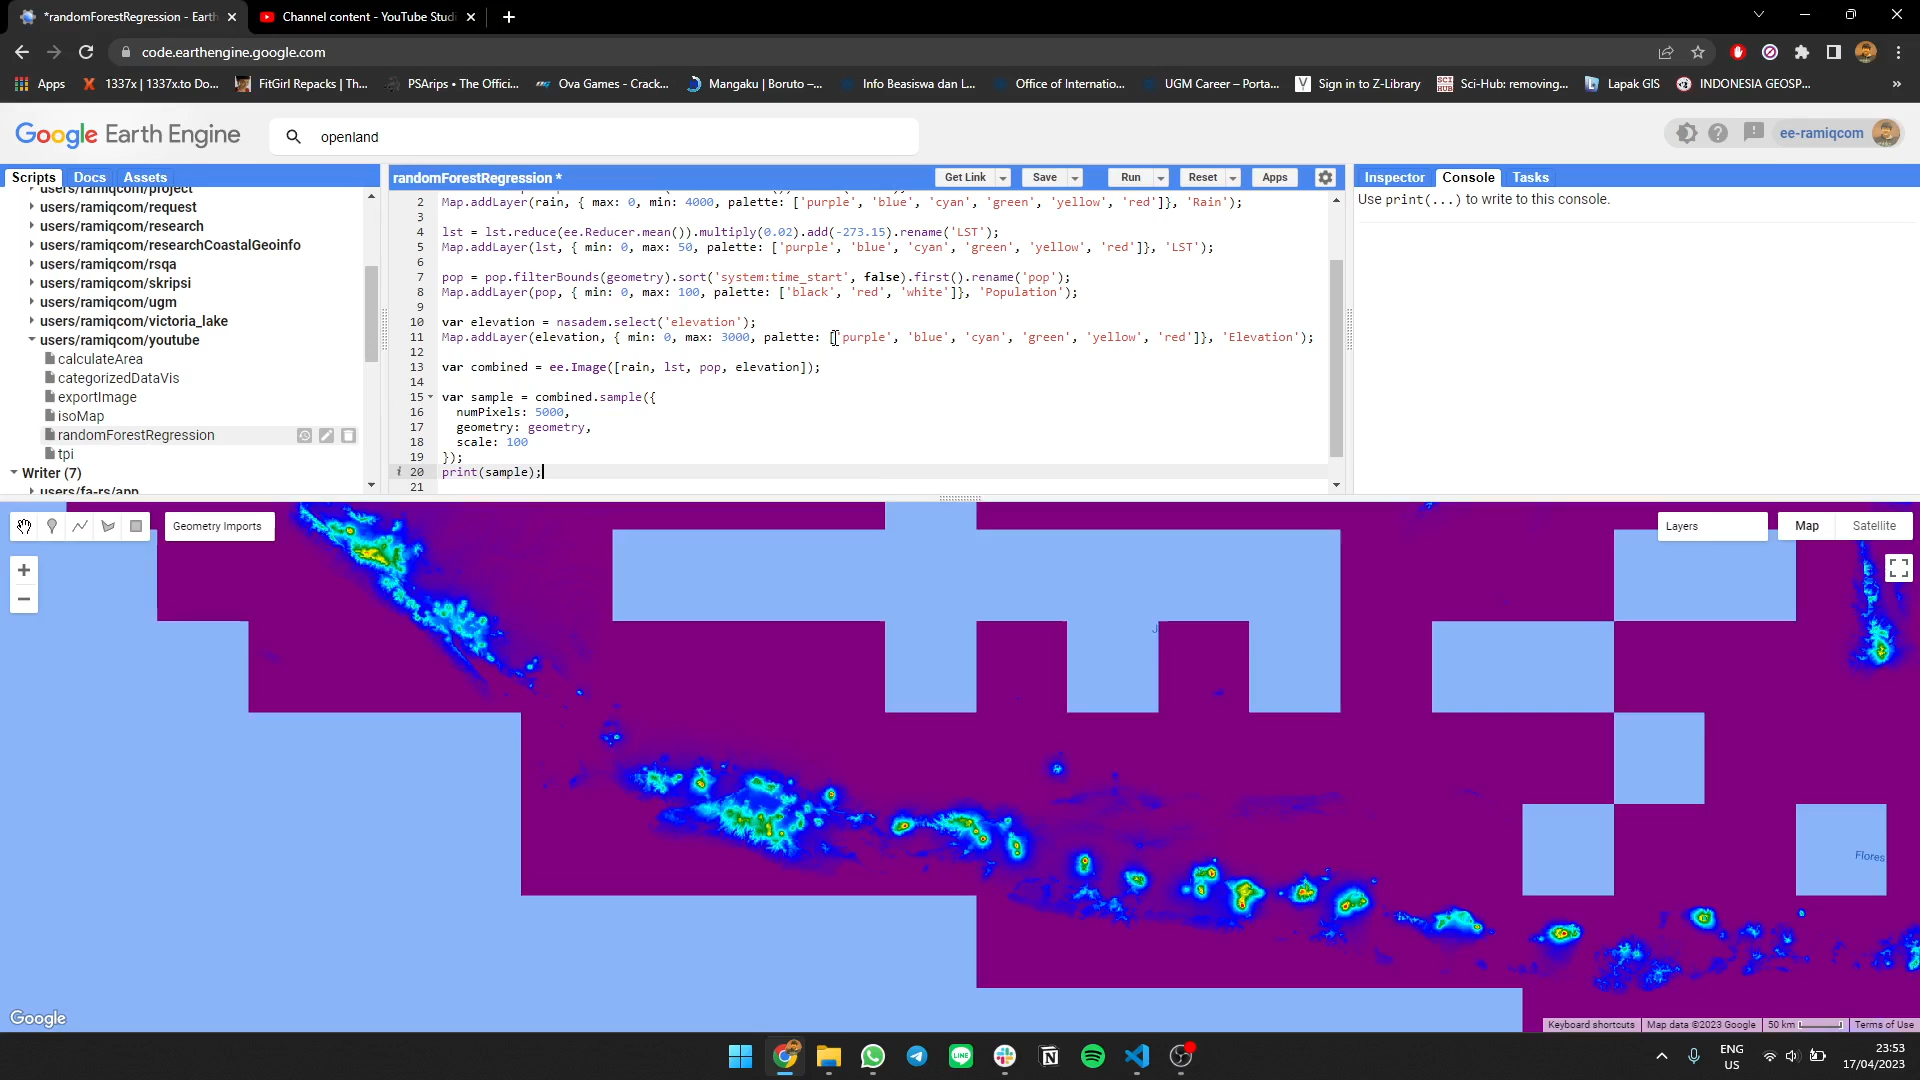 *randomForestRegression - Earth
Channel content - YouTube Studi
code.earthengine.google.com
Apps
1337x | 1337x.to Do...
FitGirl Repacks | Th...
PSArips • The Offici...
Ova Games - Crack...
Mangaku | Boruto –...
Info Beasiswa dan L...
Office of Internatio...
UGM Career – Porta...
Sign in to Z-Library
Sci-Hub: removing...
Lapak GIS
INDONESIA GEOSP...
»
Google Earth Engine
openland
ee-ramiqcom
Scripts
Docs
Assets
users/ramiqcom/project
users/ramiqcom/request
users/ramiqcom/research
users/ramiqcom/researchCoastalGeoinfo
users/ramiqcom/rsqa
users/ramiqcom/skripsi
users/ramiqcom/ugm
users/ramiqcom/victoria_lake
users/ramiqcom/youtube
calculateArea
categorizedDataVis
exportImage
isoMap
randomForestRegression
tpi
Writer (7)
users/fa-rs/app
randomForestRegression *
Get Link
Save
Run
Reset
Apps
2 Map.addLayer(rain, { max: 0, min: 4000, palette: ['purple', 'blue', 'cyan', 'green', 'yellow', 'red']}, 'Rain');
3
4 lst = lst.reduce(ee.Reducer.mean()).multiply(0.02).add(-273.15).rename('LST');
5 Map.addLayer(lst, { min: 0, max: 50, palette: ['purple', 'blue', 'cyan', 'green', 'yellow', 'red']}, 'LST');
6
7 pop = pop.filterBounds(geometry).sort('system:time_start', false).first().rename('pop');
8 Map.addLayer(pop, { min: 0, max: 100, palette: ['black', 'red', 'white']}, 'Population');
9
10 var elevation = nasadem.select('elevation');
11 Map.addLayer(elevation, { min: 0, max: 3000, palette: ['purple', 'blue', 'cyan', 'green', 'yellow', 'red']}, 'Elevation');
12
13 var combined = ee.Image([rain, lst, pop, elevation]);
14
15 var sample = combined.sample({
16 numPixels: 5000,
17 geometry: geometry,
18 scale: 100
19 });
i 20 print(sample);
21
Inspector
Console
Tasks
Use print(...) to write to this console.
Geometry Imports
Layers
Map
Satellite
J
Flores
Google
Keyboard shortcuts
Map data ©2023 Google
50 km
Terms of Use
ENG
US
23:53
17/04/2023